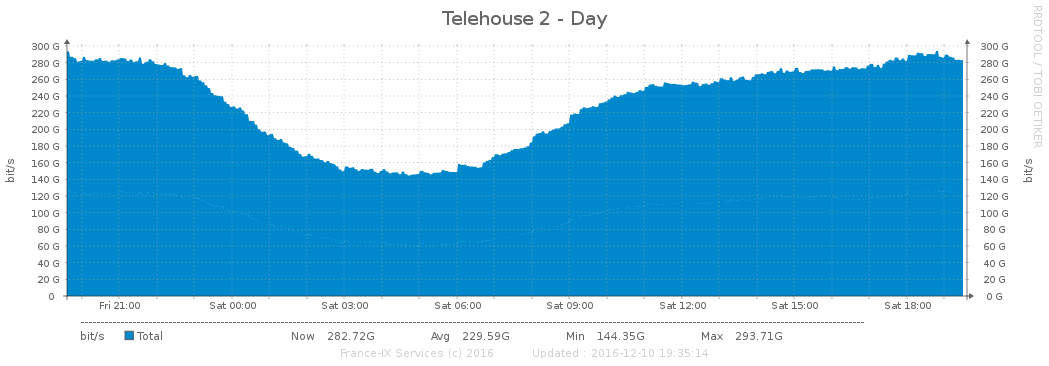 Telehouse 2 - Day
RRDTOOL / TOBI OETIKER
bit/s
300 G
280 G
260 G
240 G
220 G
200 G
180 G
160 G
140 G
120 G
100 G
80 G
60 G
40 G
20 G
0
300 G
280 G
260 G
240 G
220 G
200 G
180 G
160 G
140 G
120 G
100 G
80 G
60 G
40 G
20 G
0 G
bit/s
Fri 21:00 Sat 00:00 Sat 03:00 Sat 06:00 Sat 09:00 Sat 12:00 Sat 15:00 Sat 18:00
bit/s Total Now 282.72G Avg 229.59G Min 144.35G Max 293.71G
France-IX Services (c) 2016 Updated : 2016-12-10 19:35:14